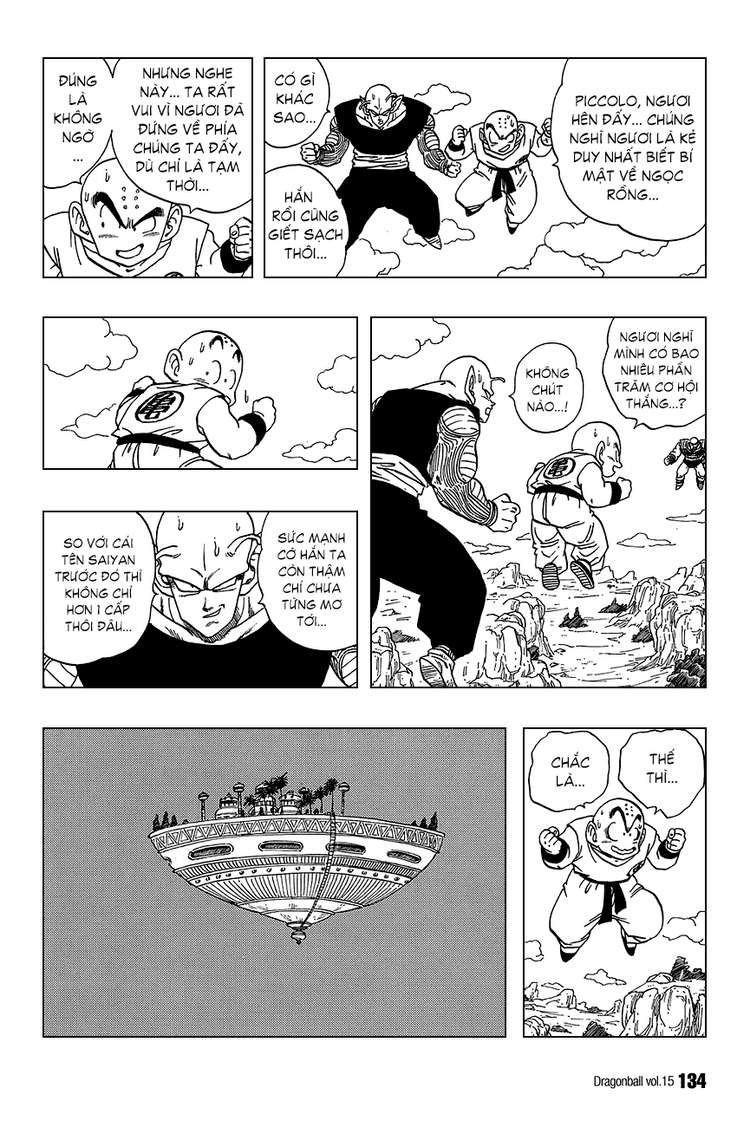 PICCOLO, NGƯƠI
HÊN ĐẤY... CHÚNG
NGHĨ NGƯƠI LÀ KẺ
DUY NHẤT BIẾT BÍ
MẬT VỀ NGỌC
RỒNG...
CÓ GÌ
KHÁC
SAO...
HẮN
RỒI CŨNG
GIẾT SẠCH
THÔI...
NHƯNG NGHE
NÀY... TA RẤT
VUI VÌ NGƯƠI ĐÃ
ĐỨNG VỀ PHÍA
CHÚNG TA ĐẤY,
DÙ CHỈ LÀ TẠM
THỜI...
ĐÚNG
LÀ
KHÔNG
NGỜ
...
NGƯƠI NGHĨ
MÌNH CÓ BAO
NHIÊU PHẦN
TRĂM CƠ HỘI
THẮNG...?
KHÔNG
CHÚT
NÀO...!
SỨC MẠNH
CỞ HẮN TA
CÒN THẬM
CHÍ CHƯA
TỪNG MƠ
TỚI...
SO VỚI CÁI
TÊN SAIYAN
TRƯỚC ĐÓ THÌ
KHÔNG CHỈ
HƠN 1 CẤP
THÔI ĐÂU...
THẾ
THÌ...
CHẮC
LÀ...
Dragonball vol.15 134